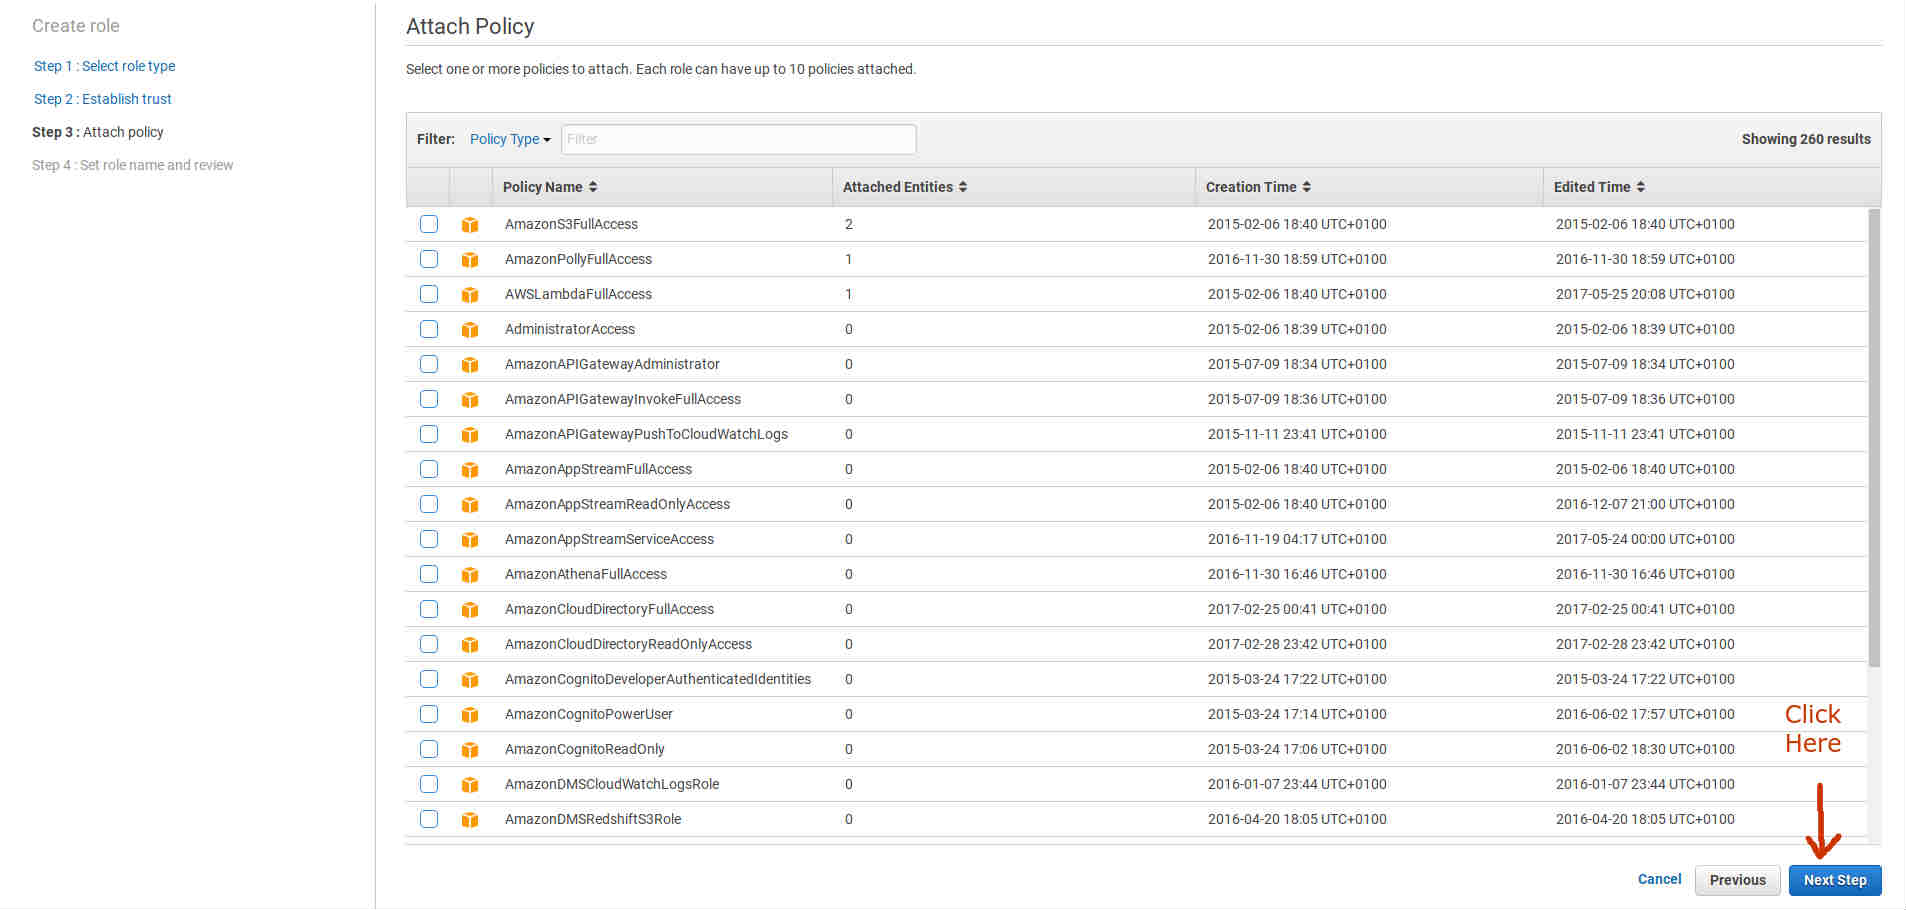 Create role
Step 1 : Select role type
Step 2 : Establish trust
Step 3 : Attach policy
Step 4 : Set role name and review
Attach Policy
Select one or more policies to attach. Each role can have up to 10 policies attached.
Filter: Policy Type Filter Showing 260 results
Policy Name Attached Entities Creation Time Edited Time
AmazonS3FullAccess 2 2015-02-06 18:40 UTC+0100 2015-02-06 18:40 UTC+0100
AmazonPollyFullAccess 1 2016-11-30 18:59 UTC+0100 2016-11-30 18:59 UTC+0100
AWSLambdaFullAccess 1 2015-02-06 18:40 UTC+0100 2017-05-25 20:08 UTC+0100
AdministratorAccess 0 2015-02-06 18:39 UTC+0100 2015-02-06 18:39 UTC+0100
AmazonAPIGatewayAdministrator 0 2015-07-09 18:34 UTC+0100 2015-07-09 18:34 UTC+0100
AmazonAPIGatewayInvokeFullAccess 0 2015-07-09 18:36 UTC+0100 2015-07-09 18:36 UTC+0100
AmazonAPIGatewayPushToCloudWatchLogs 0 2015-11-11 23:41 UTC+0100 2015-11-11 23:41 UTC+0100
AmazonAppStreamFullAccess 0 2015-02-06 18:40 UTC+0100 2015-02-06 18:40 UTC+0100
AmazonAppStreamReadOnlyAccess 0 2015-02-06 18:40 UTC+0100 2016-12-07 21:00 UTC+0100
AmazonAppStreamServiceAccess 0 2016-11-19 04:17 UTC+0100 2017-05-24 00:00 UTC+0100
AmazonAthenaFullAccess 0 2016-11-30 16:46 UTC+0100 2016-11-30 16:46 UTC+0100
AmazonCloudDirectoryFullAccess 0 2017-02-25 00:41 UTC+0100 2017-02-25 00:41 UTC+0100
AmazonCloudDirectoryReadOnlyAccess 0 2017-02-28 23:42 UTC+0100 2017-02-28 23:42 UTC+0100
AmazonCognitoDeveloperAuthenticatedIdentities 0 2015-03-24 17:22 UTC+0100 2015-03-24 17:22 UTC+0100
AmazonCognitoPowerUser 0 2015-03-24 17:14 UTC+0100 2016-06-02 17:57 UTC+0100
AmazonCognitoReadOnly 0 2015-03-24 17:06 UTC+0100 2016-06-02 18:30 UTC+0100
AmazonDMSCloudWatchLogsRole 0 2016-01-07 23:44 UTC+0100 2016-01-07 23:44 UTC+0100
AmazonDMSRedshiftS3Role 0 2016-04-20 18:05 UTC+0100 2016-04-20 18:05 UTC+0100
Click
Here
Cancel Previous Next Step